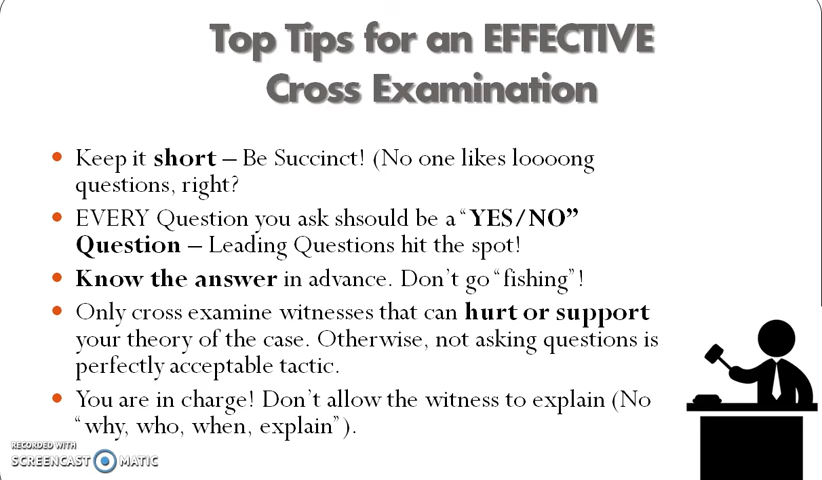 Top Tips for an EFFECTIVE
Cross Examination
• Keep it short – Be Succinct! (No one likes loooong
questions, right?
• EVERY Question you ask shsould be a “YES/NO”
Question – Leading Questions hit the spot!
• Know the answer in advance. Don’t go “fishing”!
• Only cross examine witnesses that can hurt or support
your theory of the case. Otherwise, not asking questions is
perfectly acceptable tactic.
• You are in charge! Don’t allow the witness to explain (No
“why, who, when, explain”).
RECORDED WITH
SCREENCAST MATIC